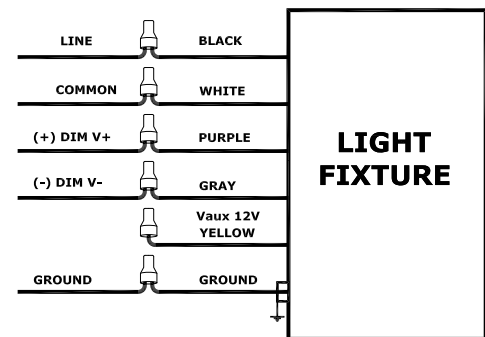 LINE BLACK
COMMON WHITE
(+) DIM V+ PURPLE
(-) DIM V- GRAY
Vaux 12V
YELLOW
GROUND GROUND
LIGHT
FIXTURE